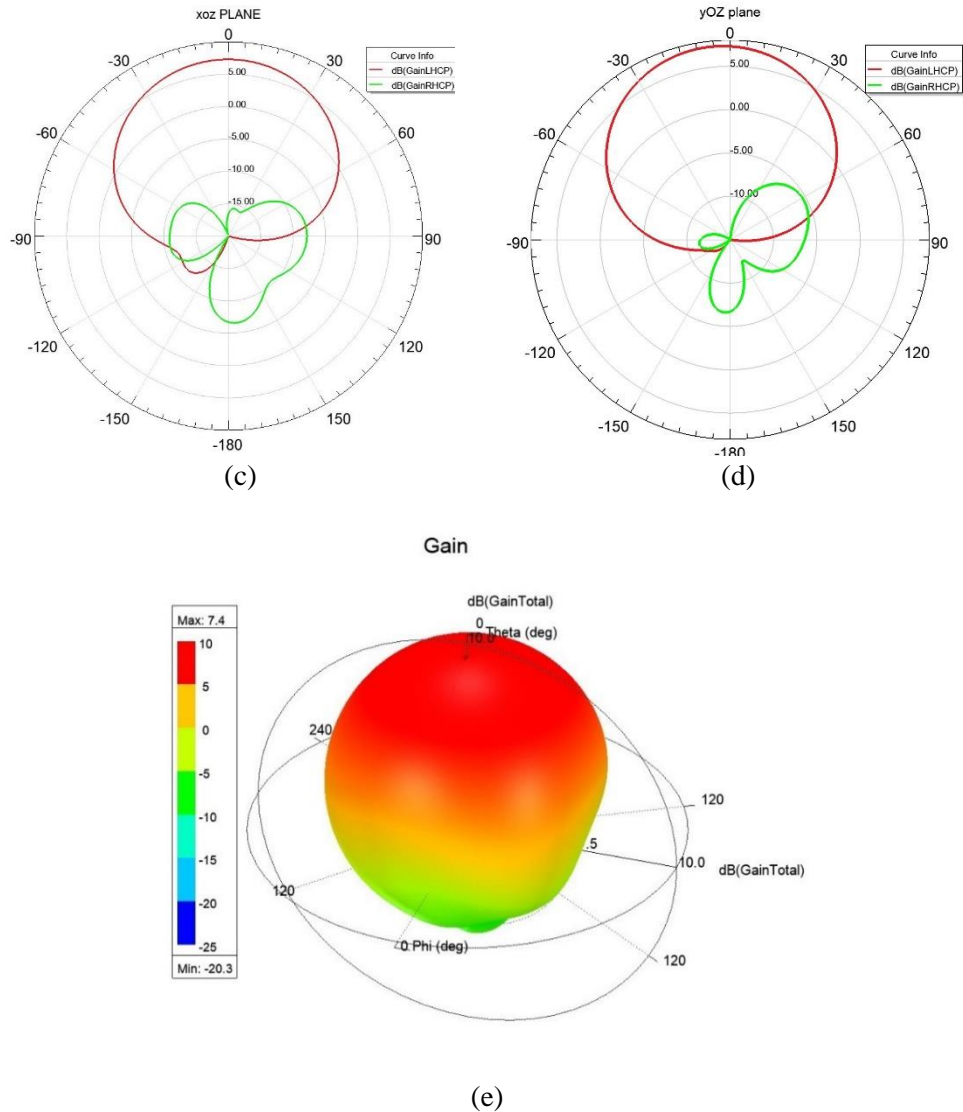 xoz PLANE
0
-30
30
-60
60
-90
90
-120
120
-150
150
-180
5.00
0.00
-5.00
-10.00
-15.00
Curve Info
dB(GainLHCP)
dB(GainRHCP)
(c)
yOZ plane
0
-30
30
-60
60
-90
90
-120
120
-150
150
-180
5.00
0.00
-5.00
-10.00
Curve Info
dB(GainLHCP)
dB(GainRHCP)
(d)
Gain
Max: 7.4
10
5
0
-5
-10
-15
-20
-25
Min: -20.3
dB(GainTotal)
0
10.0
Theta (deg)
240
120
.5
10.0
dB(GainTotal)
120
0 Phi (deg)
120
(e)